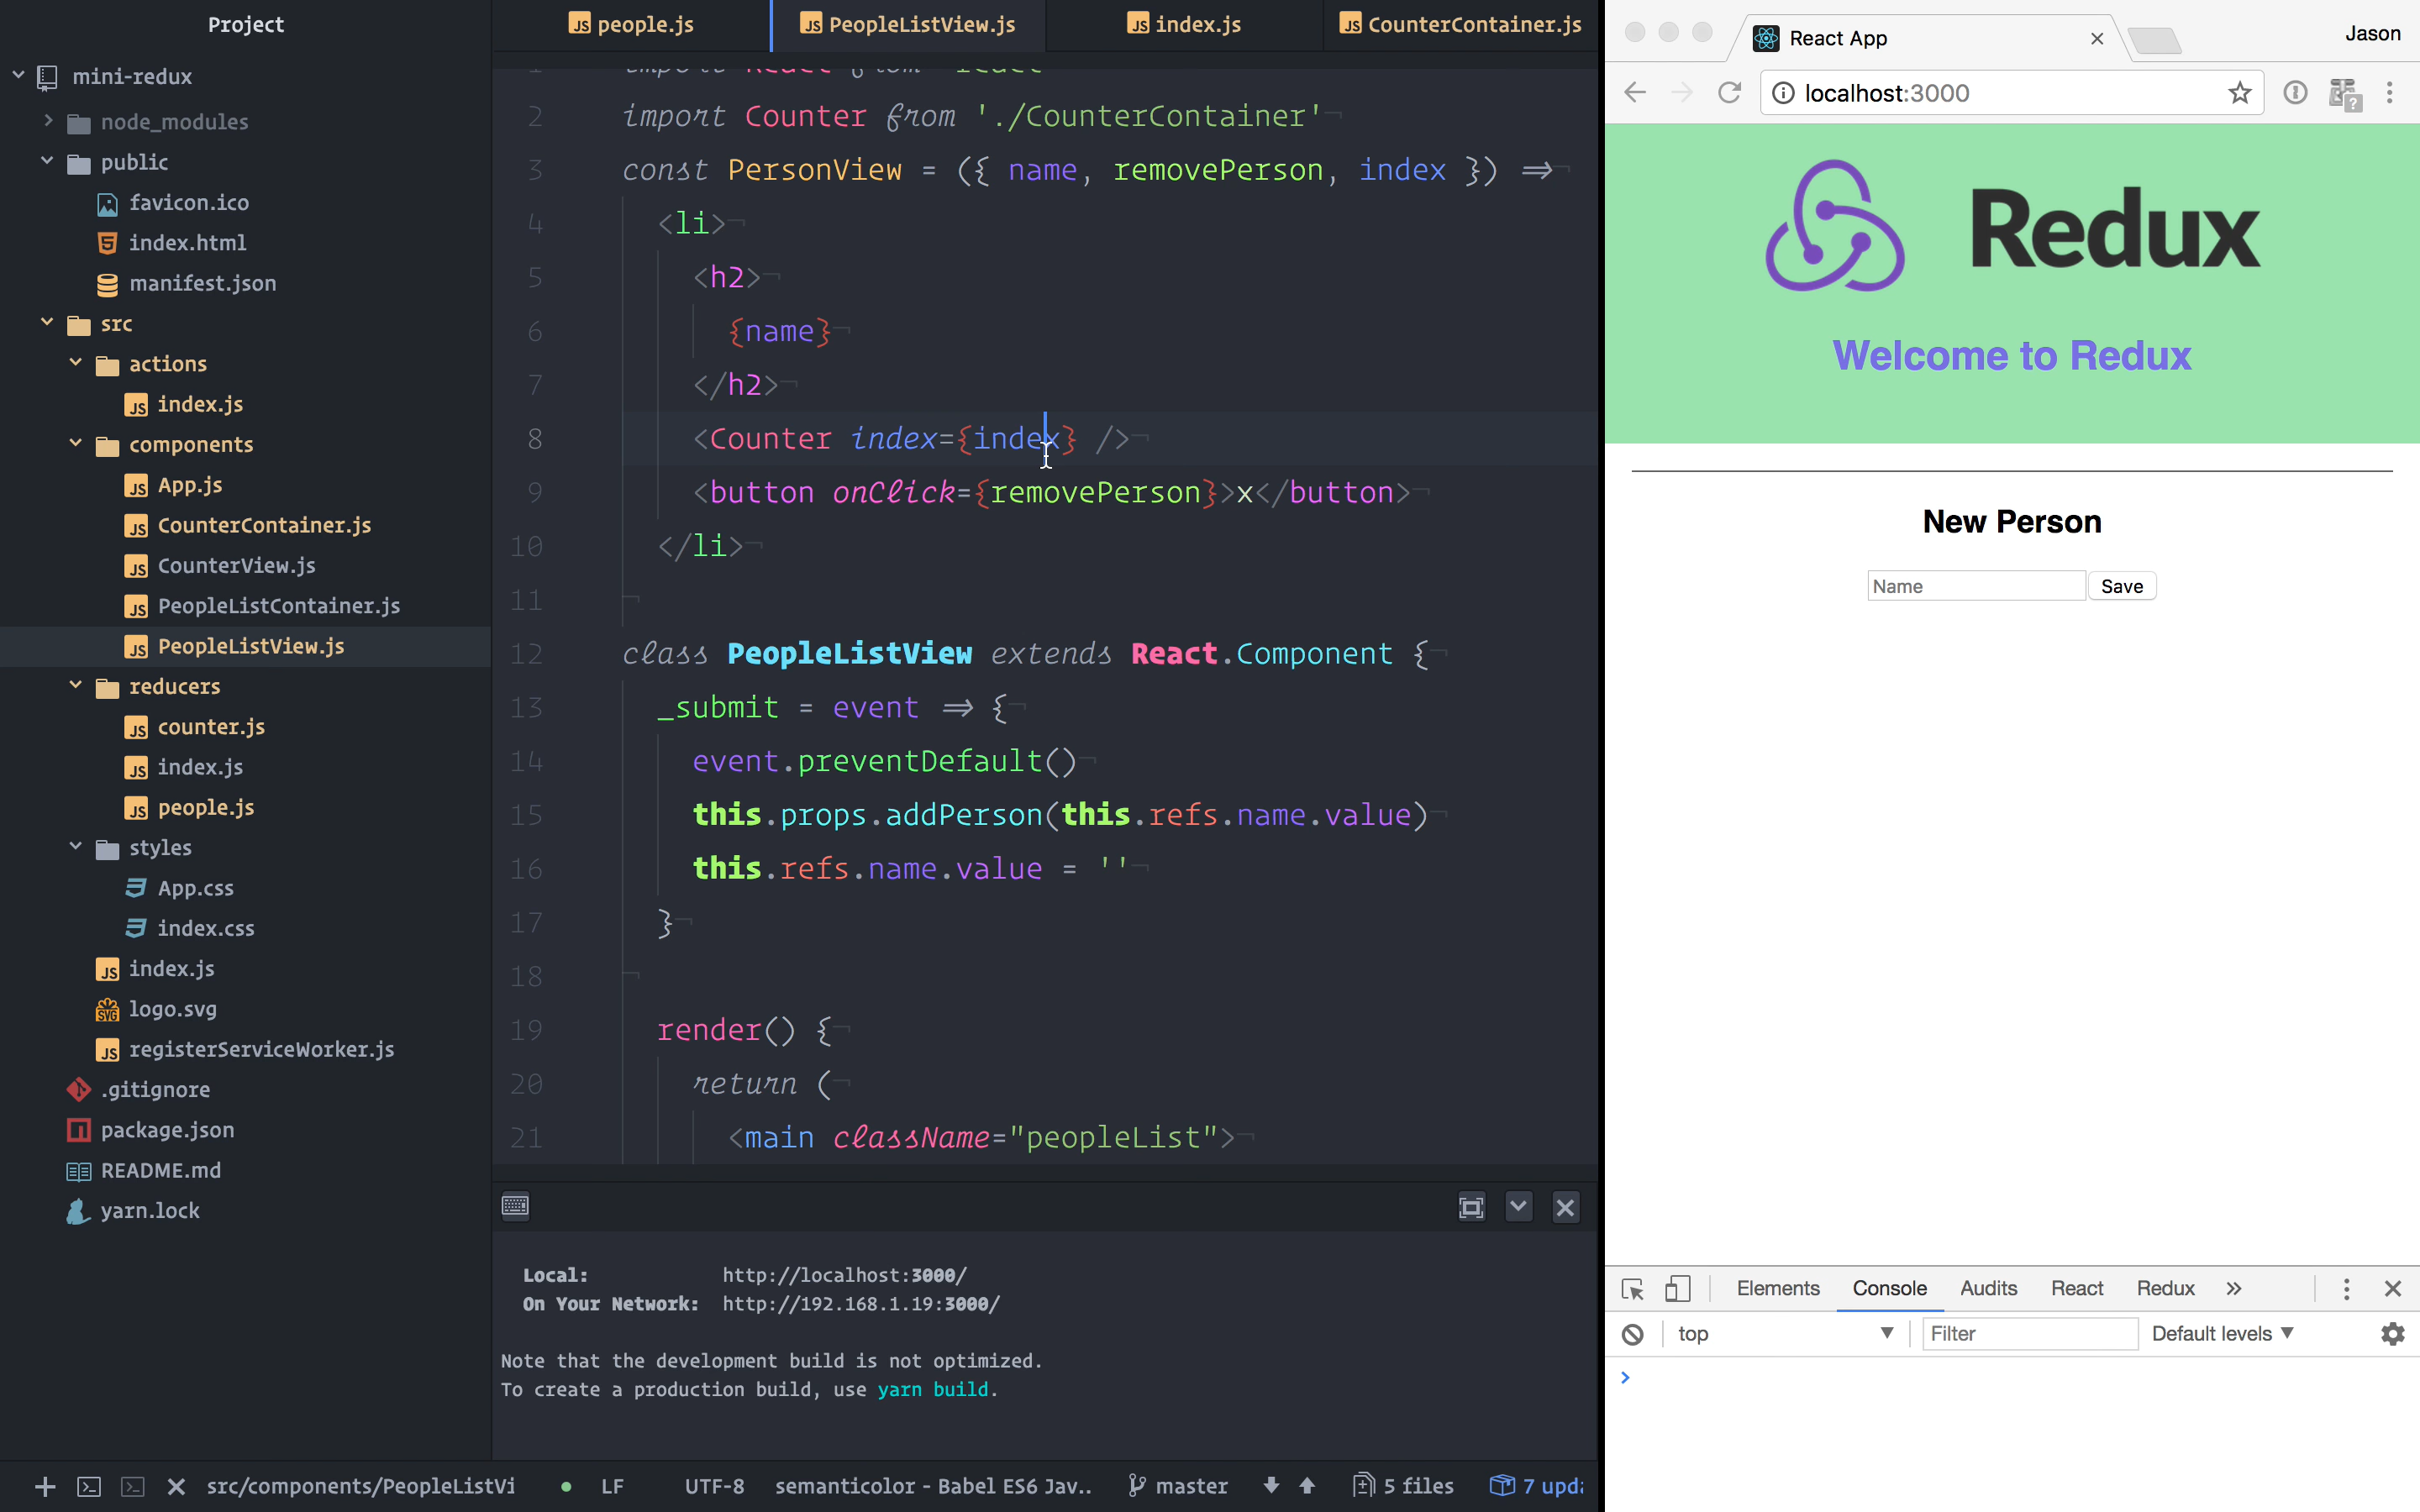 Project
mini-redux
node_modules
public
favicon.ico
index.html
manifest.json
src
actions
index.js
components
App.js
CounterContainer.js
CounterView.js
PeopleListContainer.js
PeopleListView.js
reducers
counter.js
index.js
people.js
styles
App.css
index.css
index.js
logo.svg
registerServiceWorker.js
.gitignore
package.json
README.md
yarn.lock
people.js PeopleListView.js index.js CounterContainer.js
1 import React from 'react'
2 import Counter from './CounterContainer'
3 const PersonView = ({ name, removePerson, index }) =>
4 <li>
5 <h2>
6 {name}
7 </h2>
8 <Counter index={index} />
9 <button onClick={removePerson}>x</button>
10 </li>
11
12 class PeopleListView extends React.Component {
13 _submit = event => {
14 event.preventDefault()
15 this.props.addPerson(this.refs.name.value)
16 this.refs.name.value = ''
17 }
18
19 render() {
20 return (
21 <main className="peopleList">
Local: http://localhost:3000/
On Your Network: http://192.168.1.19:3000/
Note that the development build is not optimized.
To create a production build, use yarn build.
src/components/PeopleListVi LF UTF-8 semanticolor - Babel ES6 Jav.. master 5 files 7 upda
React App
Jason
localhost:3000
Redux
Welcome to Redux
New Person
Name Save
Elements Console Audits React Redux »
top Filter Default levels